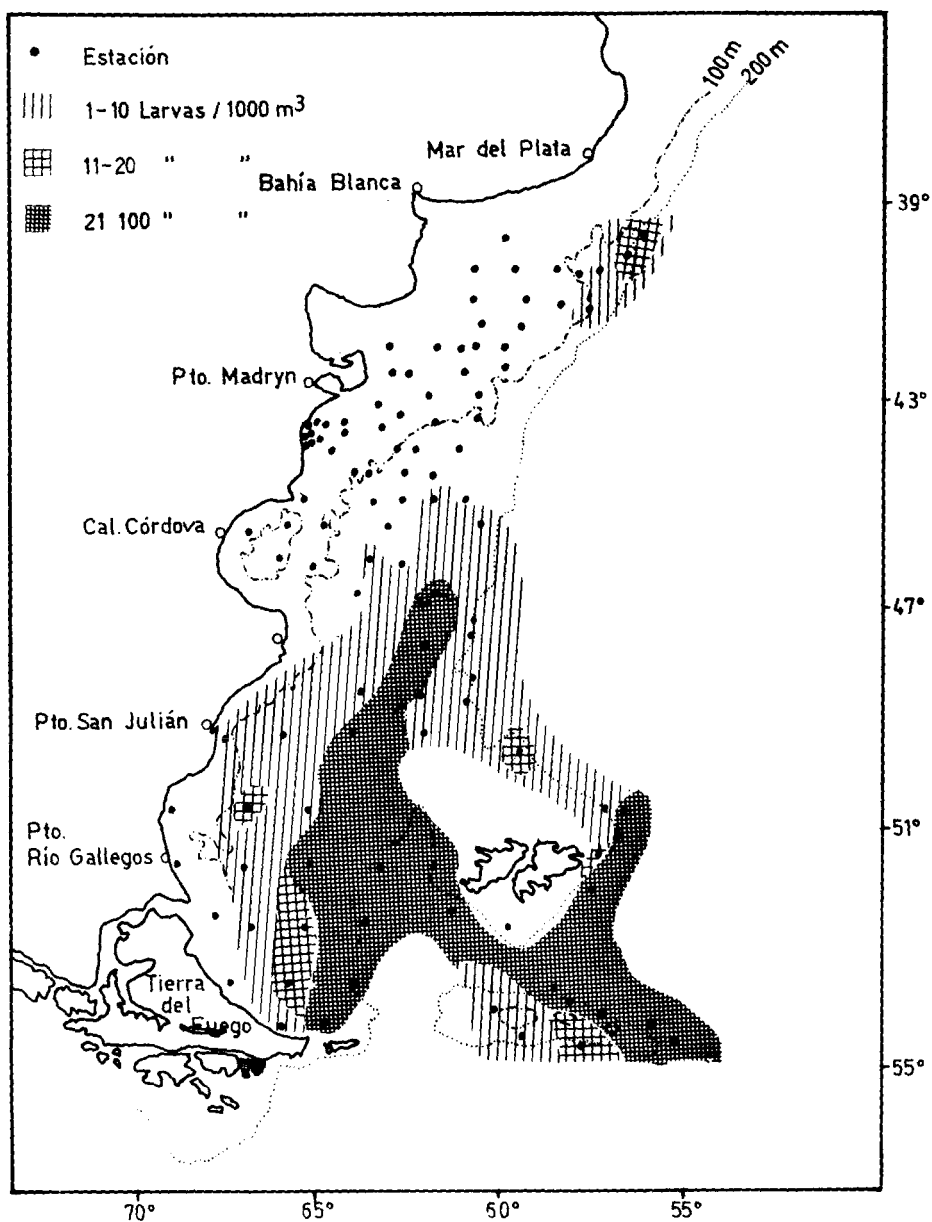 Estación
1-10 Larvas / 1000 m³
11-20 " "
21 100 " "
100m
200m
Mar del Plata
Bahía Blanca
39°
Pto. Madryn
43°
Cal. Córdova
47°
Pto. San Julián
Pto.
Río Gallegos
51°
Tierra
del
Fuego
55°
70°
65°
60°
55°